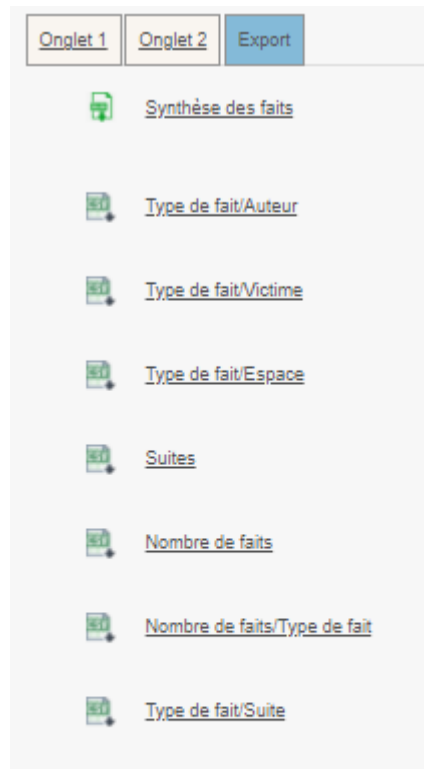 Onglet 1 Onglet 2 Export
Synthèse des faits
Type de fait/Auteur
Type de fait/Victime
Type de fait/Espace
Suites
Nombre de faits
Nombre de faits/Type de fait
Type de fait/Suite